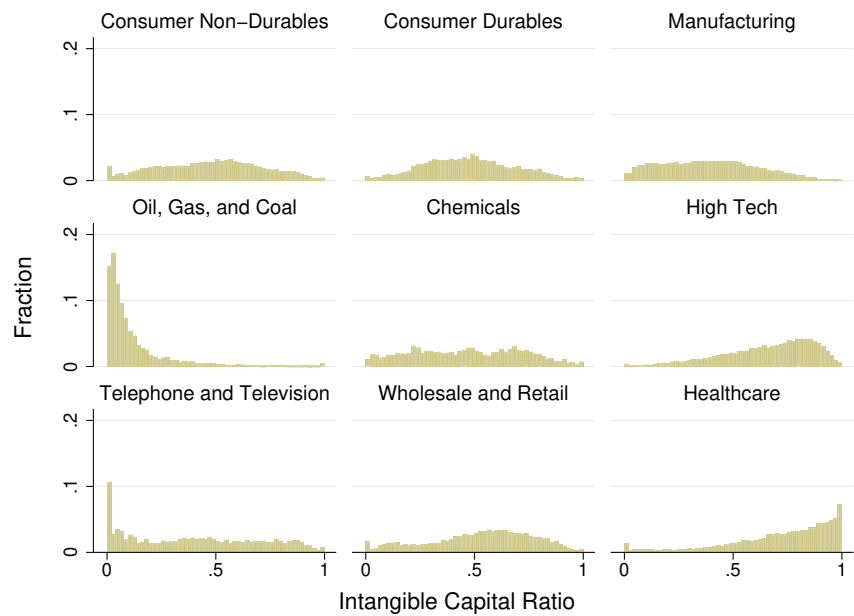 Consumer Non−Durables
Consumer Durables
Manufacturing
0
.1
.2
Oil, Gas, and Coal
Chemicals
High Tech
0
.1
.2
Telephone and Television
Wholesale and Retail
Healthcare
0
.1
.2
0
.5
1
0
.5
1
0
.5
1
Fraction
Intangible Capital Ratio